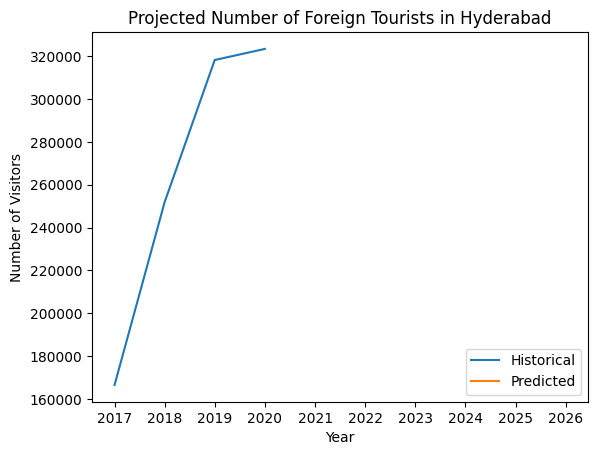 Projected Number of Foreign Tourists in Hyderabad
Number of Visitors
320000
300000
280000
260000
240000
220000
200000
180000
160000
Historical
Predicted
2017 2018 2019 2020 2021 2022 2023 2024 2025 2026
Year